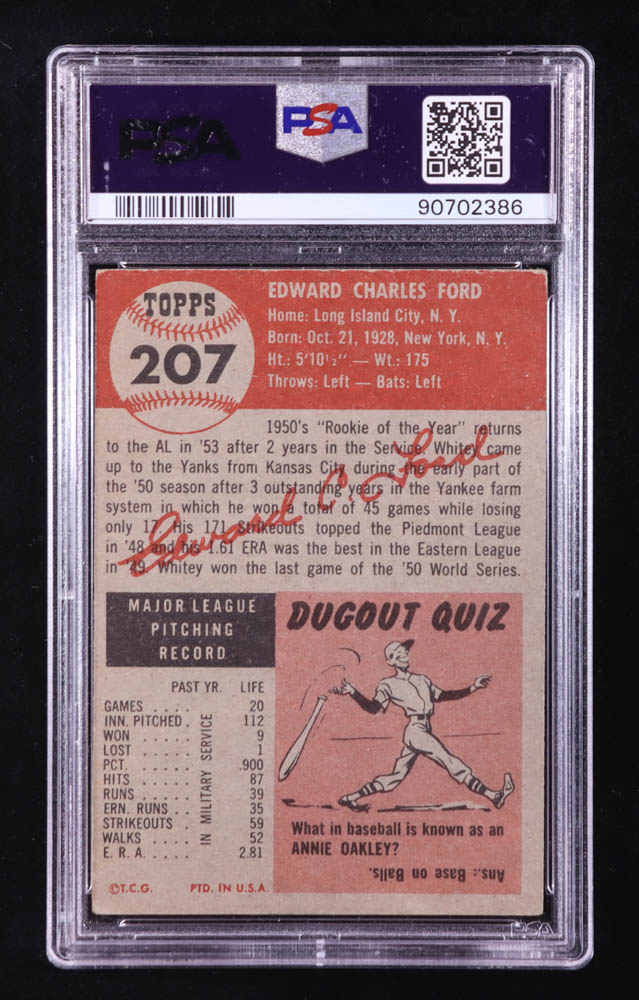 PSA
PSA
90702386
TOPPS
207
EDWARD CHARLES FORD
Home: Long Island City, N. Y.
Born: Oct. 21, 1928, New York, N. Y.
Ht.: 5'10½" — Wt.: 175
Throws: Left — Bats: Left
1950's "Rookie of the Year" returns
to the AL in '53 after 2 years in the Service. Whitey came
up to the Yanks from Kansas City during the early part of
the '50 season after 3 outstanding years in the Yankee farm
system in which he won a total of 45 games while losing
only 17. His 171 Strikeouts topped the Piedmont League
in '48 and his 1.61 ERA was the best in the Eastern League
in '49. Whitey won the last game of the '50 World Series.
Edward C. Ford
MAJOR LEAGUE
PITCHING
RECORD
PAST YR. LIFE
GAMES . . . . 20
INN. PITCHED . 112
WON . . . . . 9
LOST . . . . . 1
PCT. . . . . . .900
HITS . . . . . 87
RUNS . . . . . 39
ERN. RUNS . . . 35
STRIKEOUTS . . 59
WALKS . . . . 52
E. R. A. . . . . 2.81
IN MILITARY SERVICE
©T.C.G. PTD. IN U.S.A.
DUGOUT QUIZ
What in baseball is known as an
ANNIE OAKLEY?
Ans.: Base on Balls.
PSA